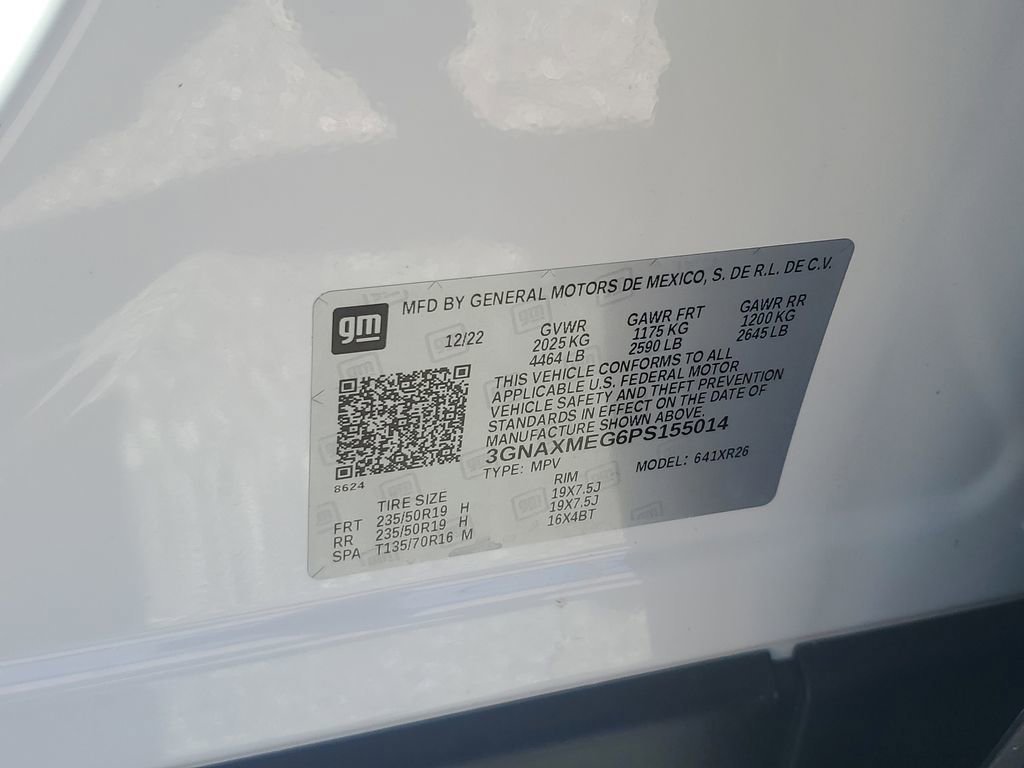 gm
MFD BY GENERAL MOTORS DE MEXICO, S. DE R.L. DE C.V.
12/22 GVWR GAWR FRT GAWR RR
2025 KG 1175 KG 1200 KG
4464 LB 2590 LB 2645 LB
THIS VEHICLE CONFORMS TO ALL
APPLICABLE U.S. FEDERAL MOTOR
VEHICLE SAFETY AND THEFT PREVENTION
STANDARDS IN EFFECT ON THE DATE OF
MANUFACTURE SHOWN ABOVE.
3GNAXMEG6PS155014
TYPE: MPV MODEL: 641XR26
8624
TIRE SIZE RIM
FRT 235/50R19 H 19X7.5J
RR 235/50R19 H 19X7.5J
SPA T135/70R16 M 16X4BT